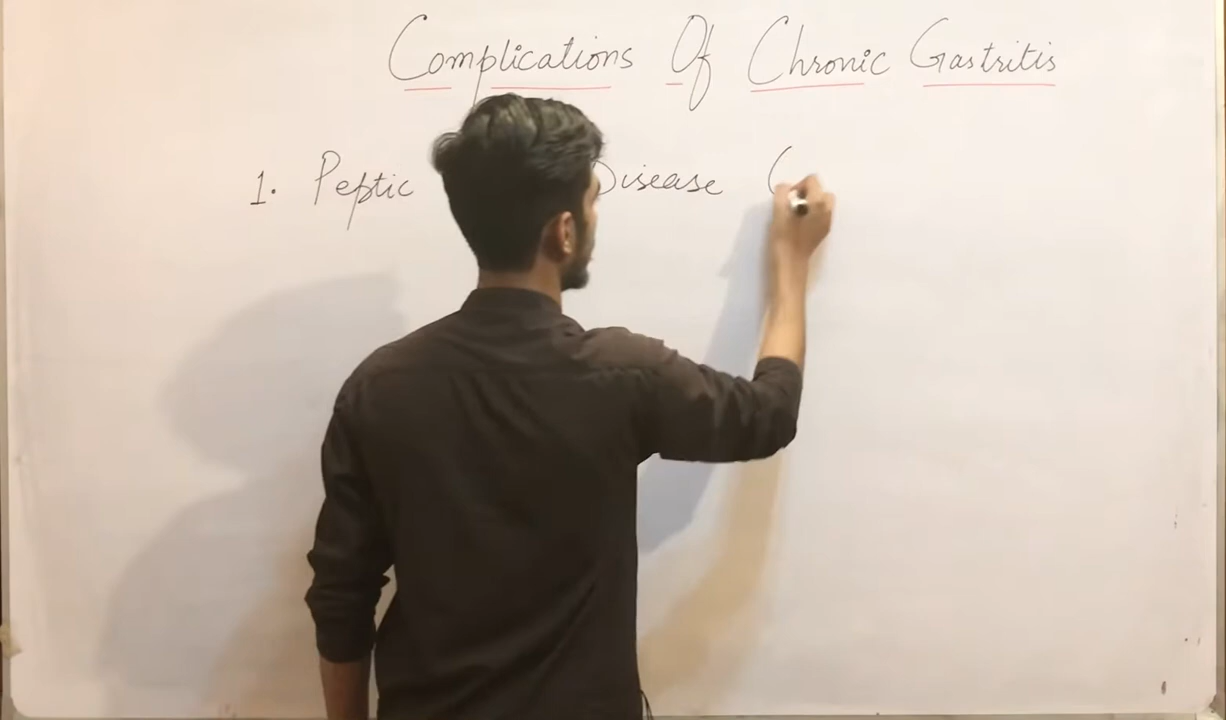 Complications Of Chronic Gastritis
1. Peptic Disease (